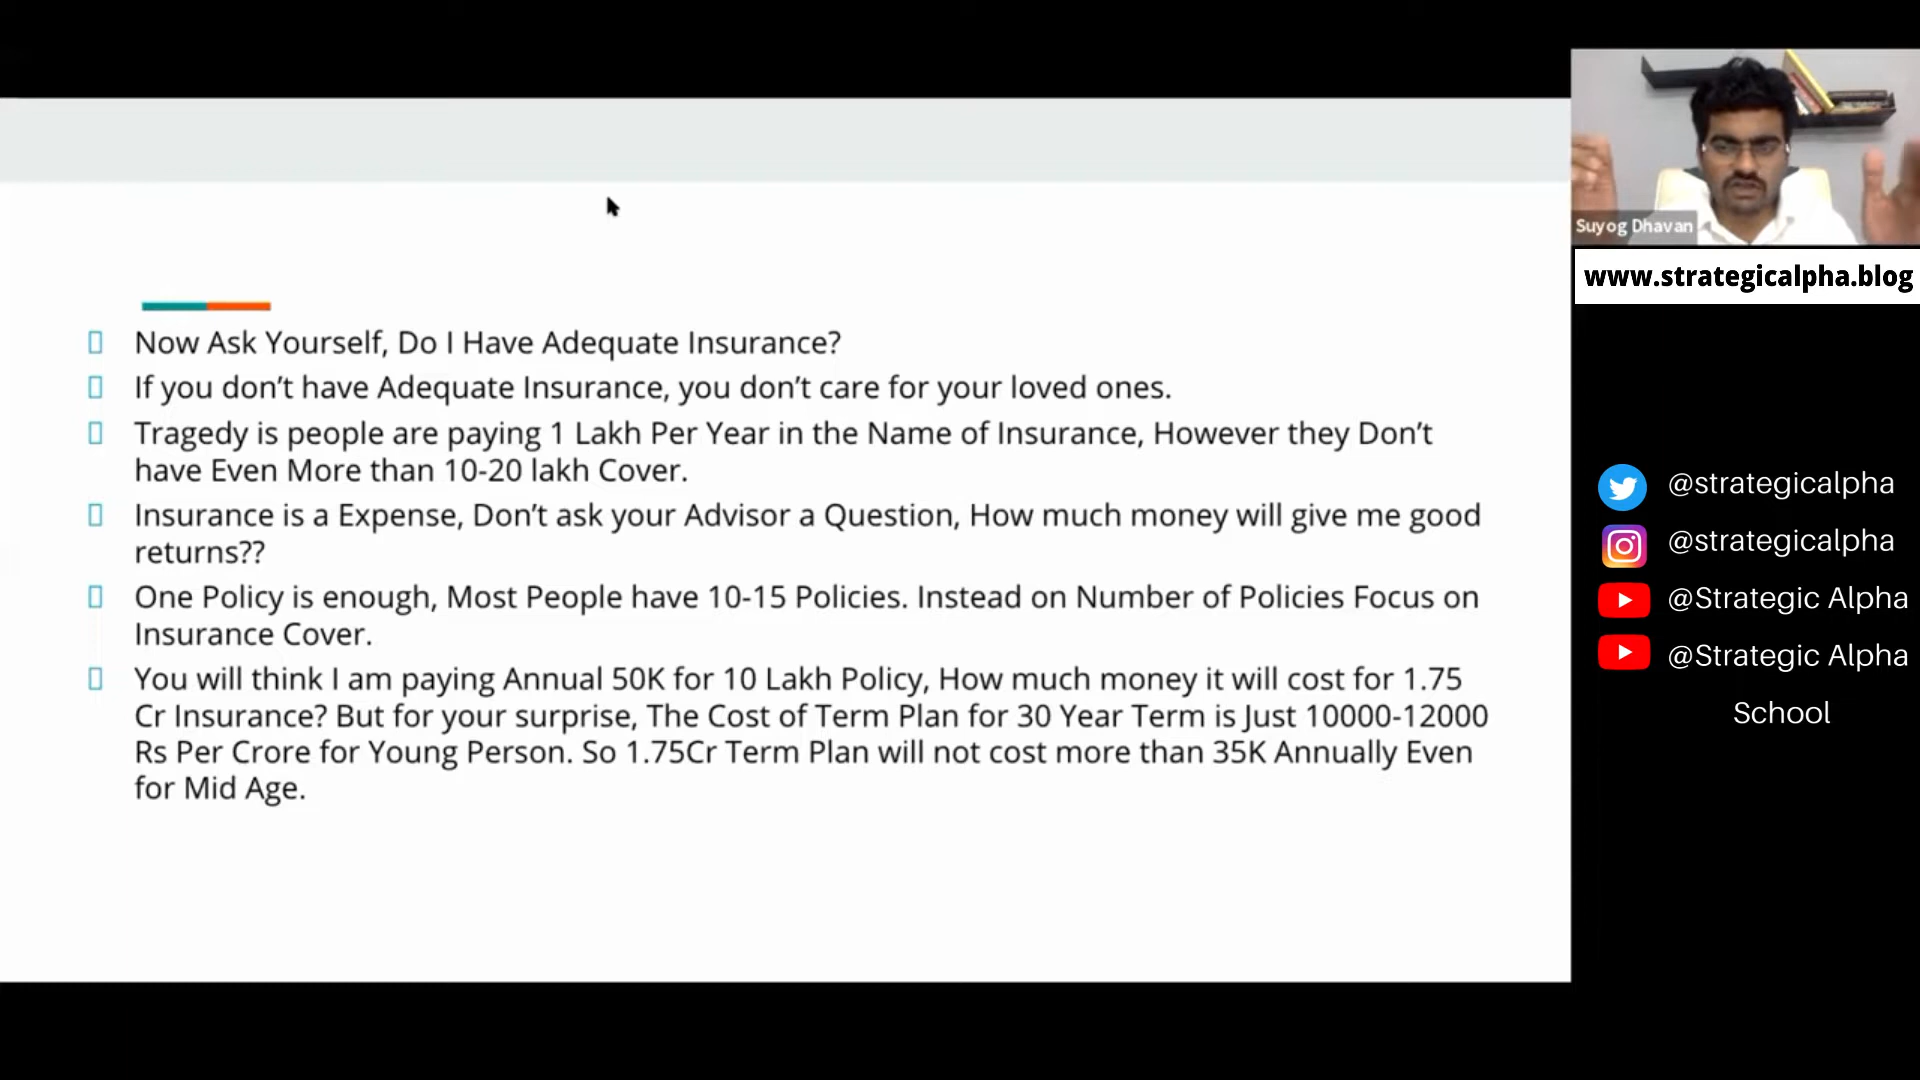 Now Ask Yourself, Do I Have Adequate Insurance?
If you don't have Adequate Insurance, you don't care for your loved ones.
Tragedy is people are paying 1 Lakh Per Year in the Name of Insurance, However they Don't
have Even More than 10-20 lakh Cover.
Insurance is a Expense, Don't ask your Advisor a Question, How much money will give me good
returns??
One Policy is enough, Most People have 10-15 Policies. Instead on Number of Policies Focus on
Insurance Cover.
You will think I am paying Annual 50K for 10 Lakh Policy, How much money it will cost for 1.75
Cr Insurance? But for your surprise, The Cost of Term Plan for 30 Year Term is Just 10000-12000
Rs Per Crore for Young Person. So 1.75Cr Term Plan will not cost more than 35K Annually Even
for Mid Age.
Suyog Dhavan
www.strategicalpha.blog
@strategicalpha
@strategicalpha
@Strategic Alpha
@Strategic Alpha
School